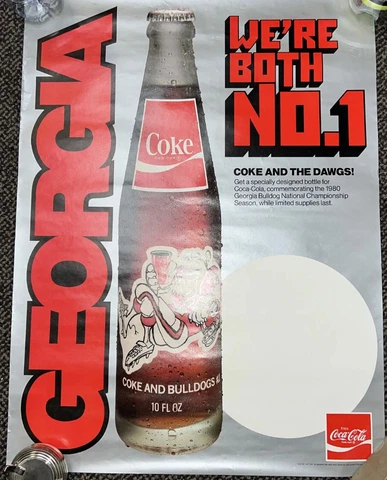 GEORGIA
WE'RE
BOTH
NO.1
COKE AND THE DAWGS!
Get a specially designed bottle for
Coca-Cola, commemorating the 1980
Georgia Bulldog National Championship
Season, while limited supplies last.
Coke
COKE AND BULLDOGS
10 FL OZ
Coca-Cola